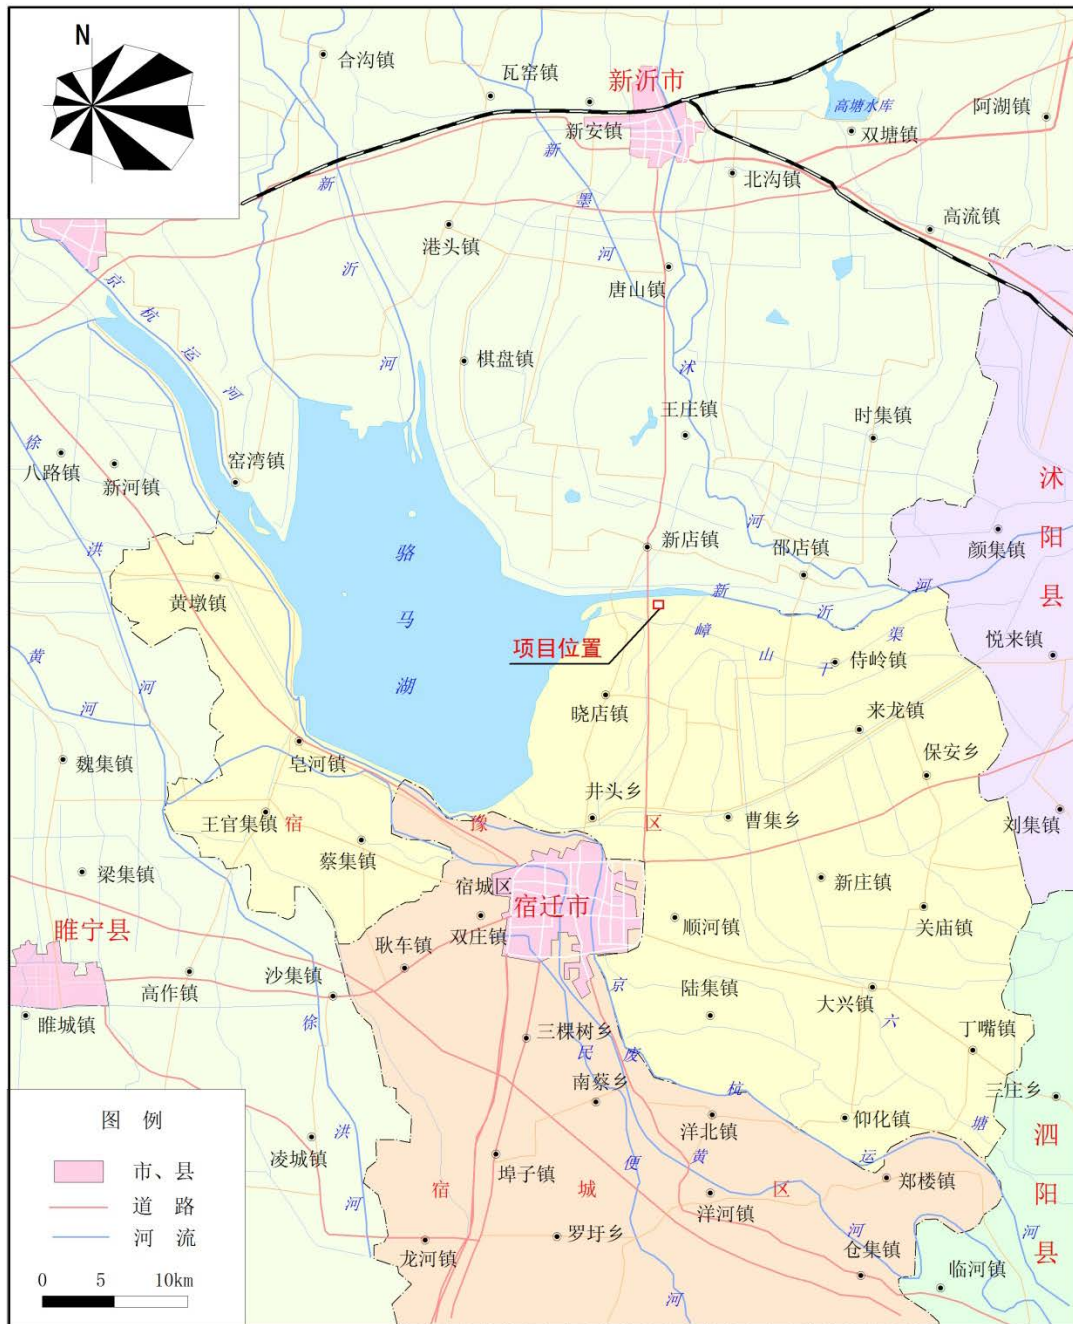 N
合沟镇
瓦窑镇
新沂市
新安镇
高塘水库
阿湖镇
双塘镇
北沟镇
高流镇
港头镇
唐山镇
新
沂
河
新
墨
河
京
杭
运
河
棋盘镇
沭
河
王庄镇
时集镇
沭
阳
县
徐
洪
河
八路镇
新河镇
窑湾镇
新店镇
邵店镇
颜集镇
骆
马
湖
黄墩镇
新
沂
河
项目位置
嶂
山
干
渠
侍岭镇
悦来镇
黄
河
晓店镇
来龙镇
保安乡
魏集镇
皂河镇
井头乡
曹集乡
刘集镇
王官集镇
宿
豫
区
蔡集镇
梁集镇
宿城区
宿迁市
新庄镇
关庙镇
睢宁县
双庄镇
顺河镇
耿车镇
高作镇
沙集镇
陆集镇
大兴镇
睢城镇
徐
洪
河
京
杭
运
河
六
塘
河
三棵树乡
丁嘴镇
民
便
河
废
黄
河
南蔡乡
三庄乡
洋北镇
仰化镇
泗
阳
县
凌城镇
埠子镇
郑楼镇
宿
城
区
洋河镇
龙河镇
罗圩乡
仓集镇
临河镇
图 例
市、县
道 路
河 流
0 5 10km